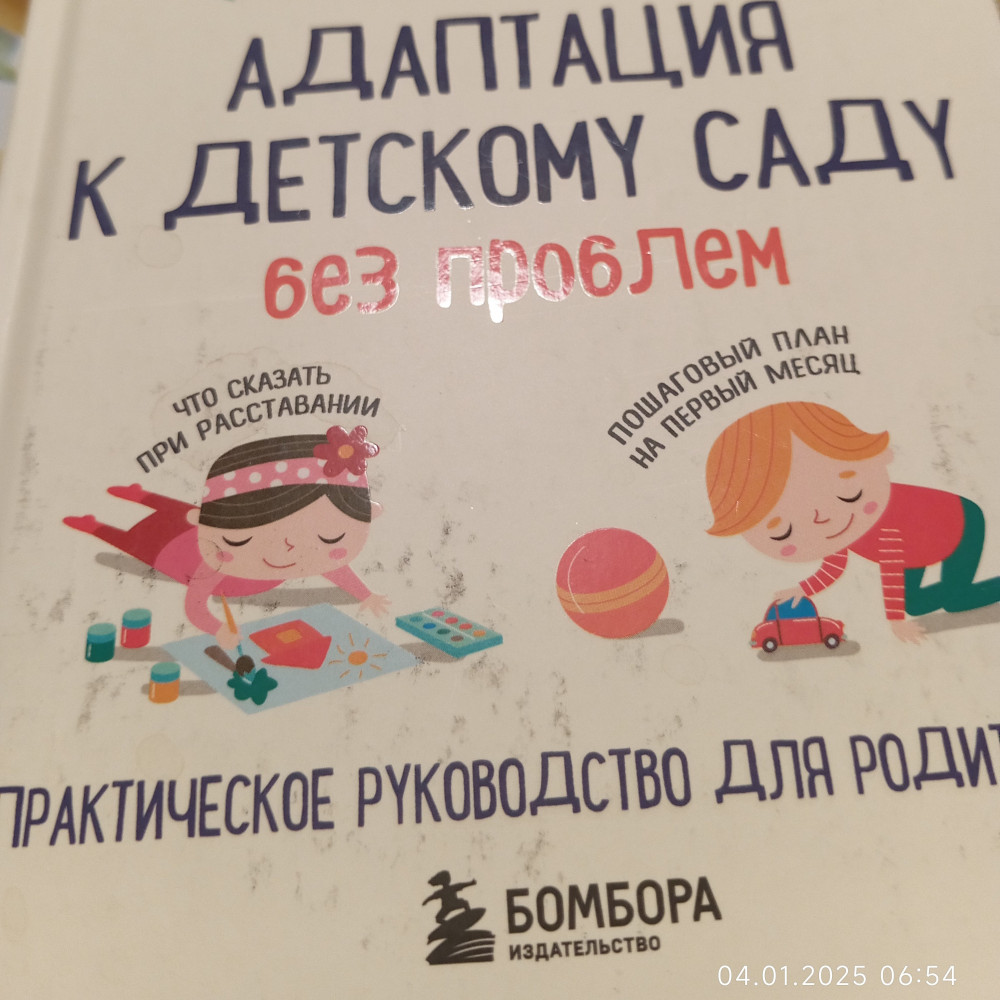 АДАПТАЦИЯ
К ДЕТСКОМУ САДУ
без проблем
ЧТО СКАЗАТЬ
ПРИ РАССТАВАНИИ
ПОШАГОВЫЙ ПЛАН
НА ПЕРВЫЙ МЕСЯЦ
ПРАКТИЧЕСКОЕ РУКОВОДСТВО ДЛЯ
БОМБОРА
ИЗДАТЕЛЬСТВО
04.01.2025 06:54